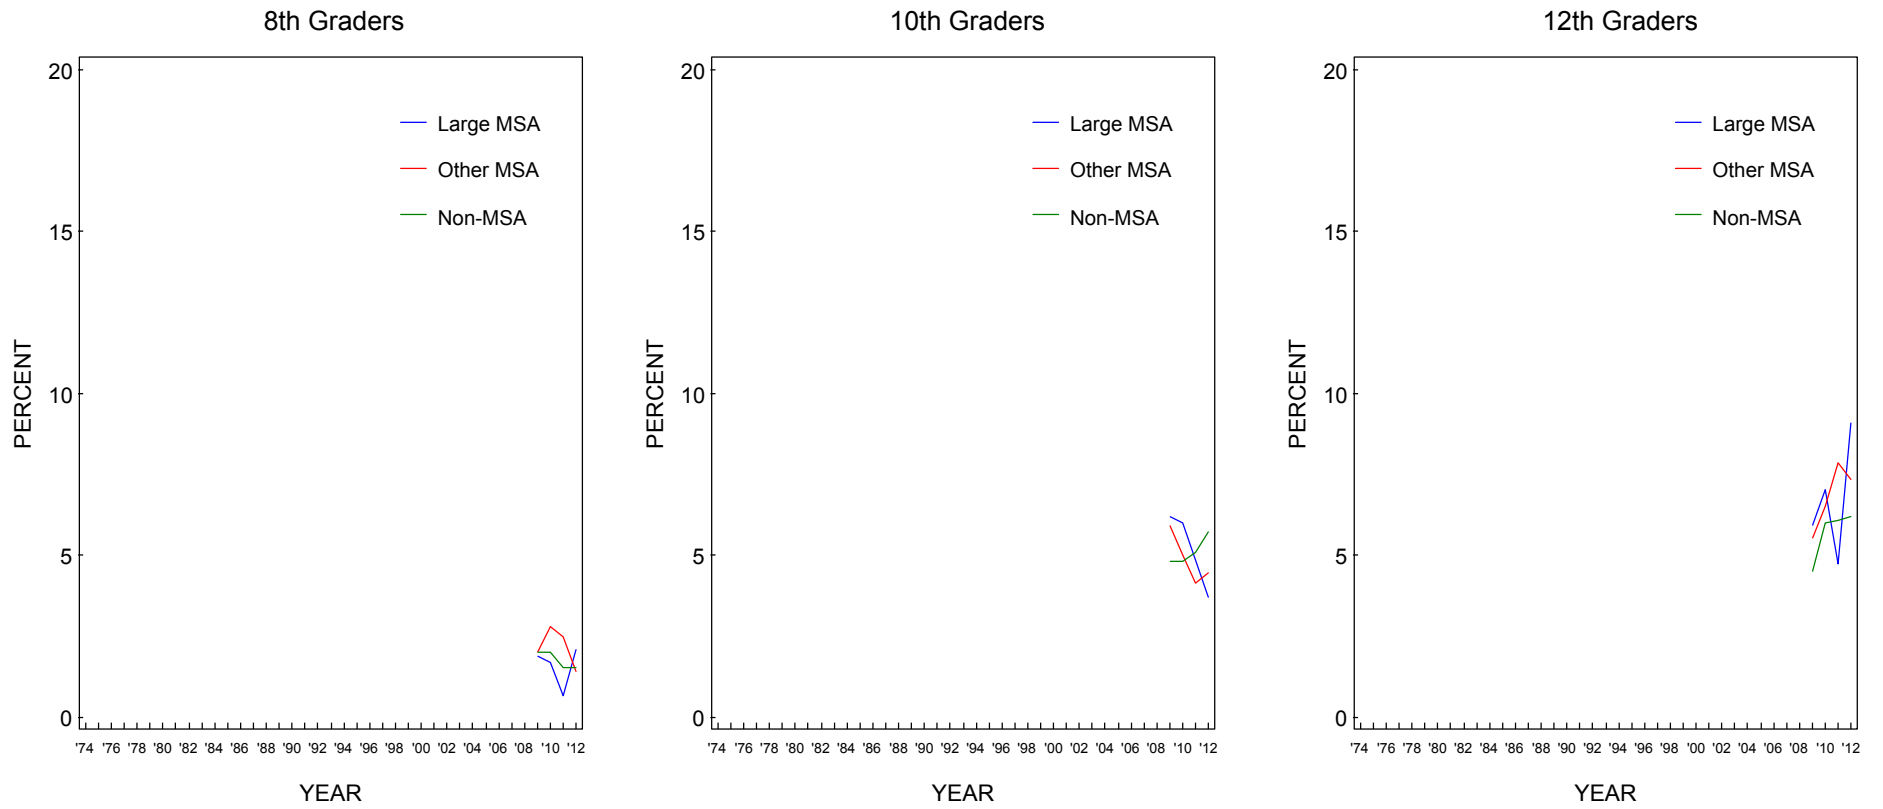 8th Graders
20
15
10
5
0
PERCENT
Large MSA
Other MSA
Non-MSA
'74 '76 '78 '80 '82 '84 '86 '88 '90 '92 '94 '96 '98 '00 '02 '04 '06 '08 '10 '12
YEAR
10th Graders
20
15
10
5
0
PERCENT
Large MSA
Other MSA
Non-MSA
'74 '76 '78 '80 '82 '84 '86 '88 '90 '92 '94 '96 '98 '00 '02 '04 '06 '08 '10 '12
YEAR
12th Graders
20
15
10
5
0
PERCENT
Large MSA
Other MSA
Non-MSA
'74 '76 '78 '80 '82 '84 '86 '88 '90 '92 '94 '96 '98 '00 '02 '04 '06 '08 '10 '12
YEAR